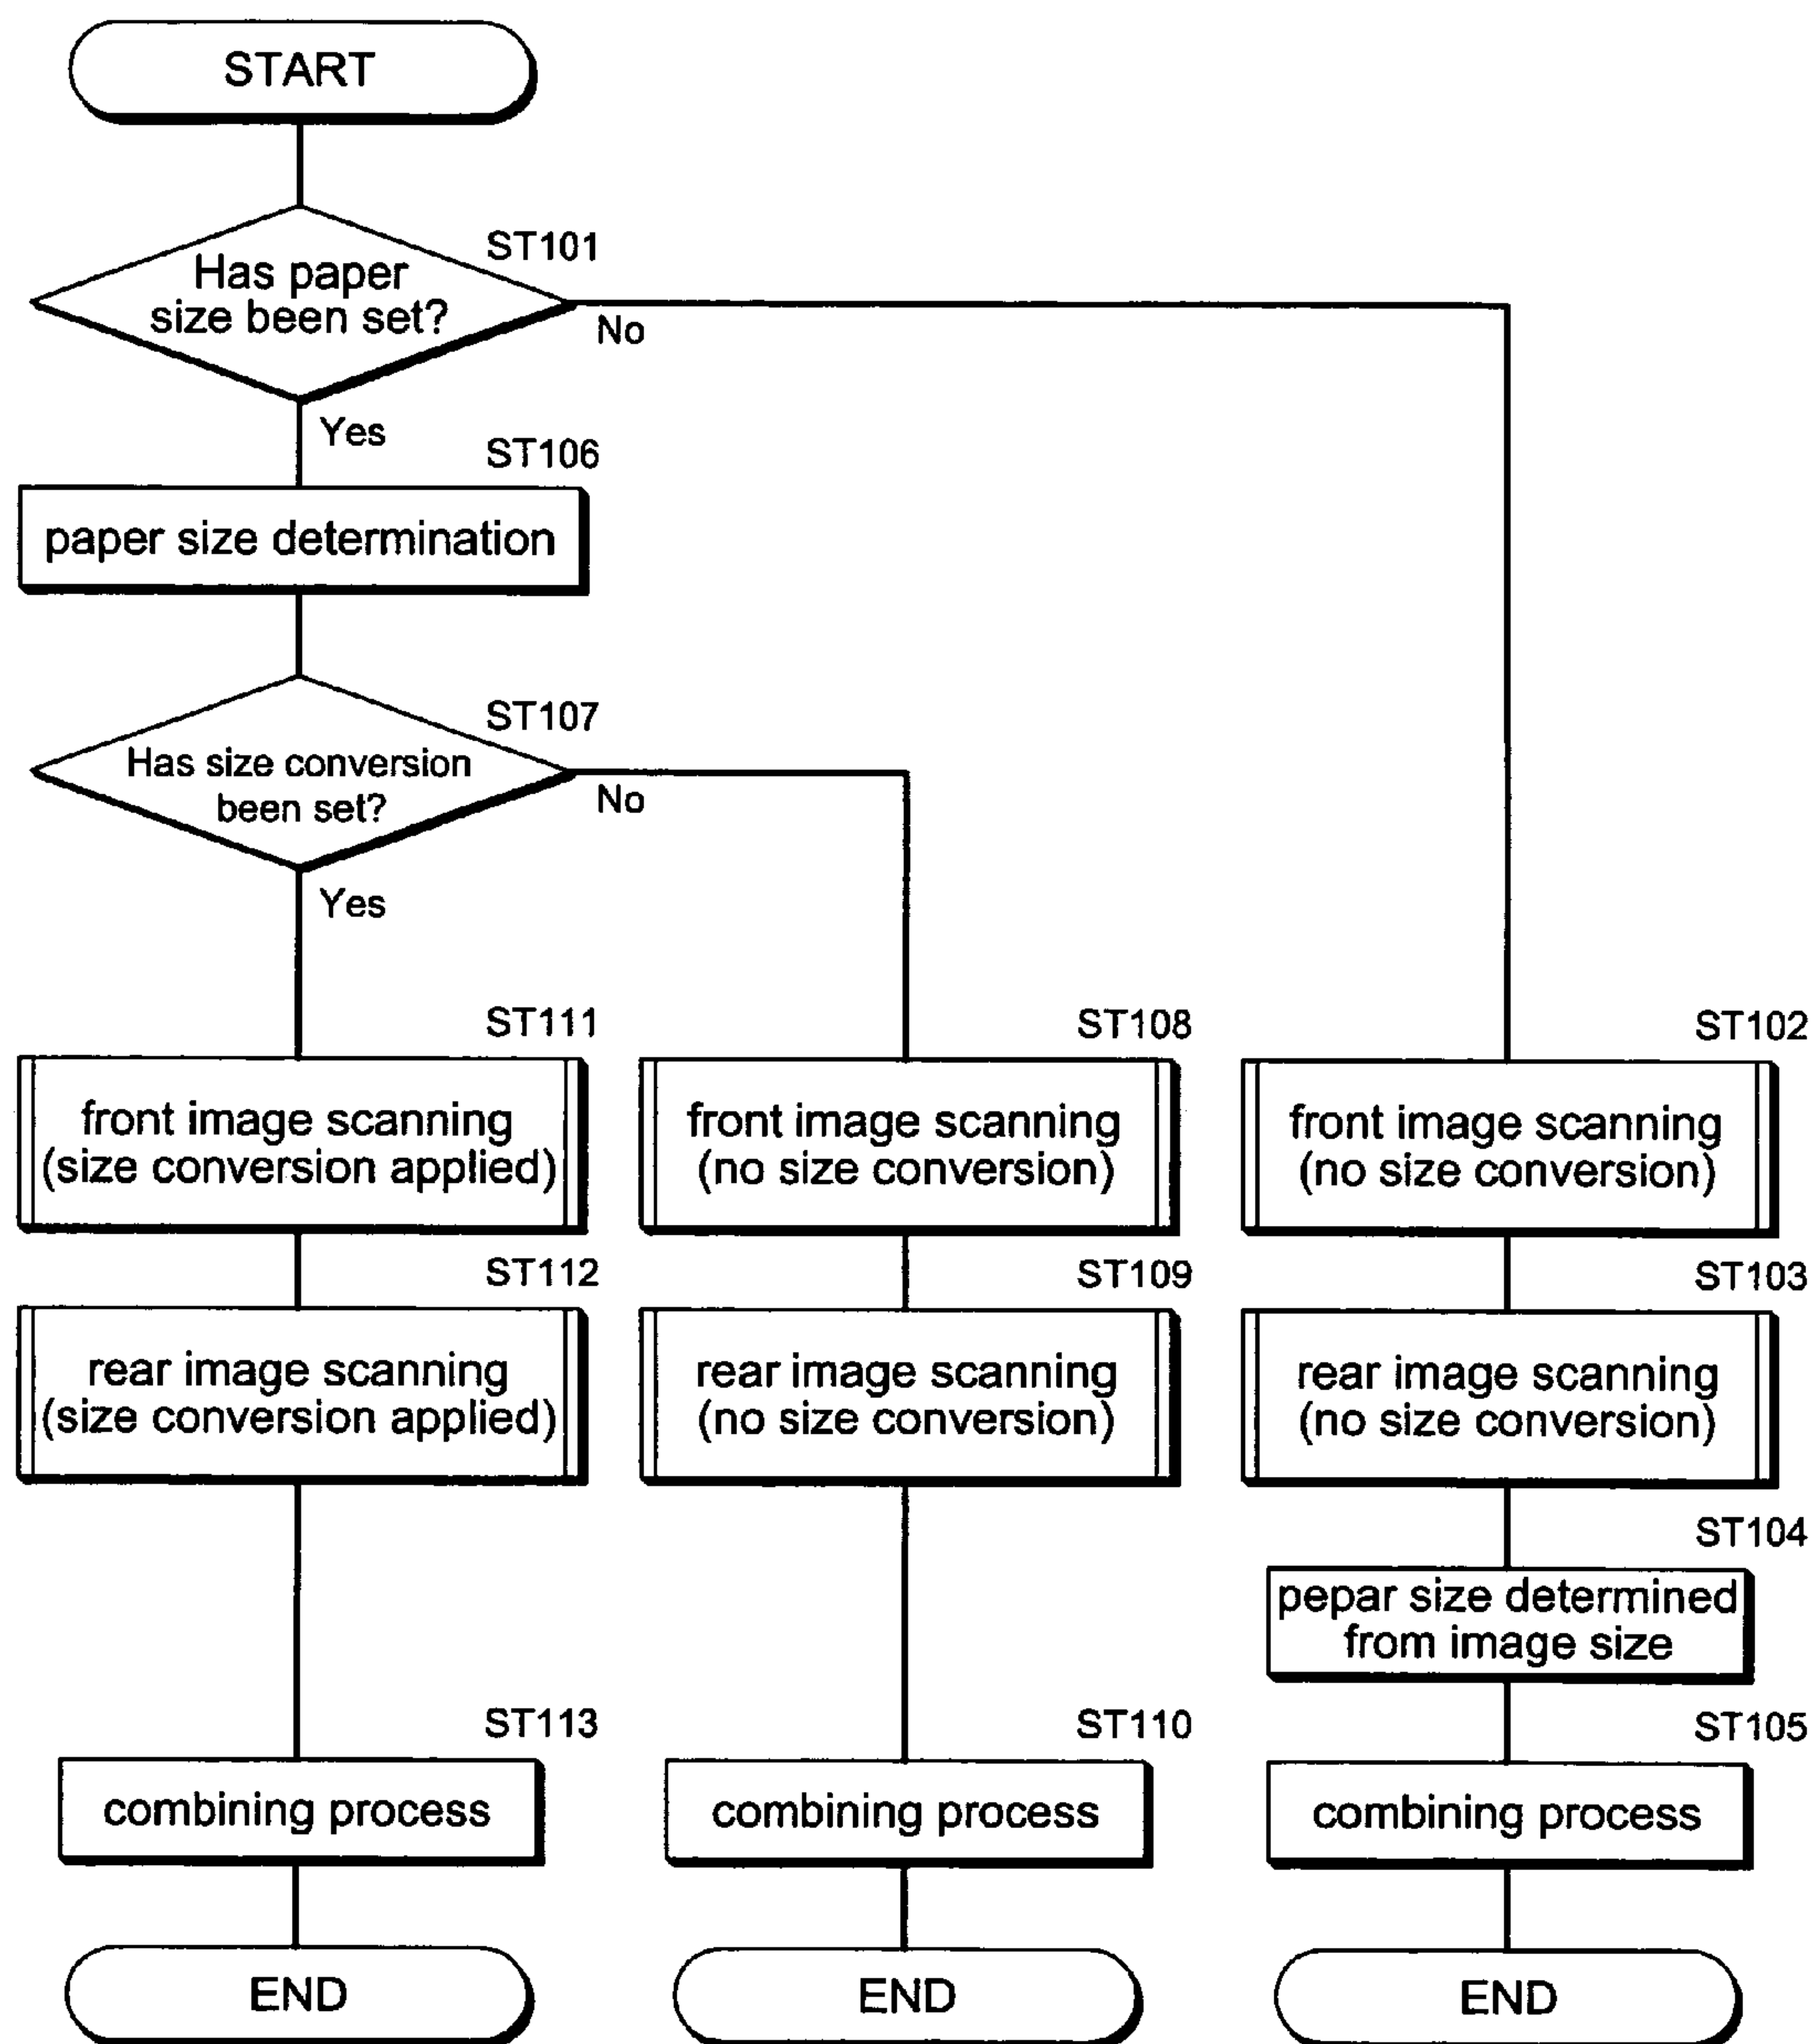 START
ST101
Has paper
size been set?
No
Yes
ST106
paper size determination
ST107
Has size conversion
been set?
No
Yes
ST111
front image scanning
(size conversion applied)
ST112
rear image scanning
(size conversion applied)
ST113
combining process
END
ST108
front image scanning
(no size conversion)
ST109
rear image scanning
(no size conversion)
ST110
combining process
END
ST102
front image scanning
(no size conversion)
ST103
rear image scanning
(no size conversion)
ST104
pepar size determined
from image size
ST105
combining process
END